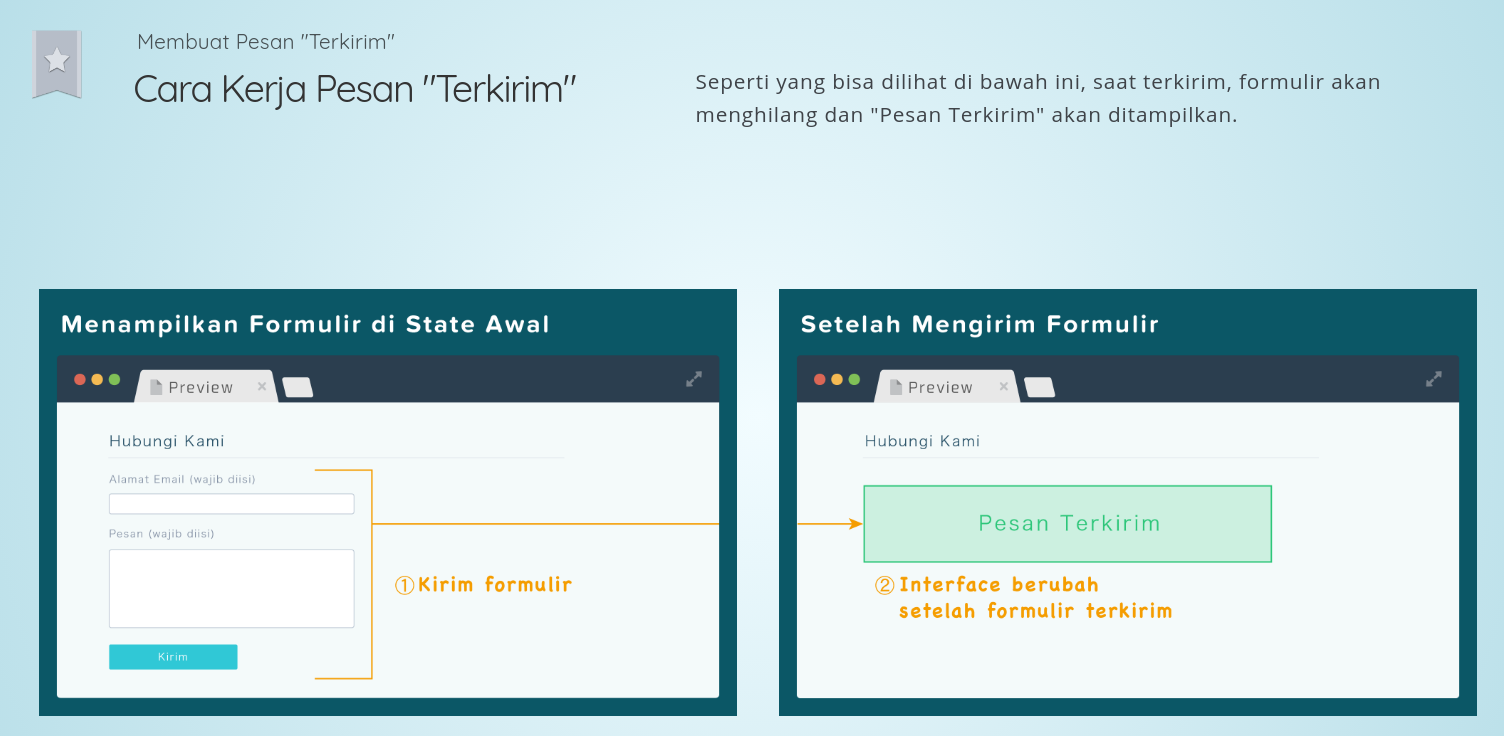 Membuat Pesan "Terkirim"
Cara Kerja Pesan "Terkirim"
Seperti yang bisa dilihat di bawah ini, saat terkirim, formulir akan
menghilang dan "Pesan Terkirim" akan ditampilkan.
Menampilkan Formulir di State Awal
Preview
Hubungi Kami
Alamat Email (wajib diisi)
Pesan (wajib diisi)
①Kirim formulir
Kirim
Setelah Mengirim Formulir
Preview
Hubungi Kami
Pesan Terkirim
②Interface berubah
setelah formulir terkirim